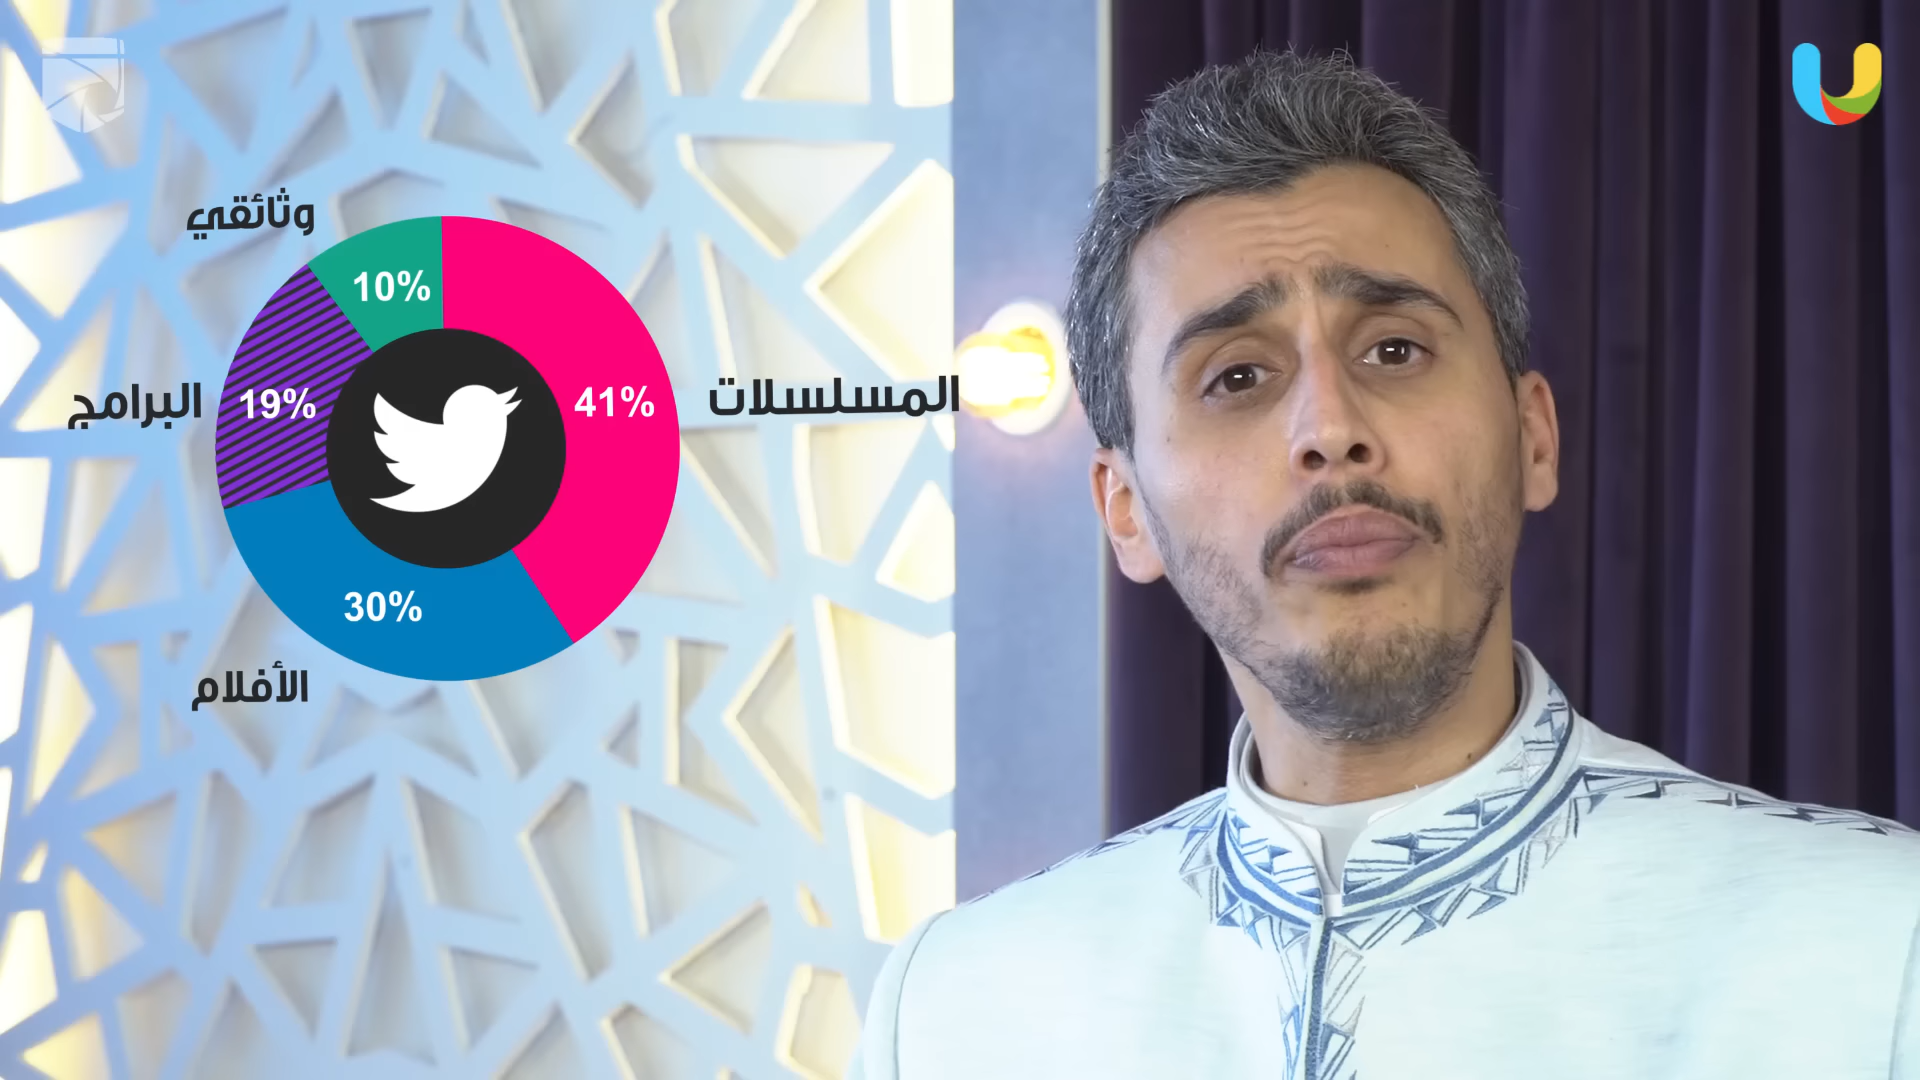 وثائقي
10%
البرامج
19%
41%
المسلسلات
30%
الأفلام